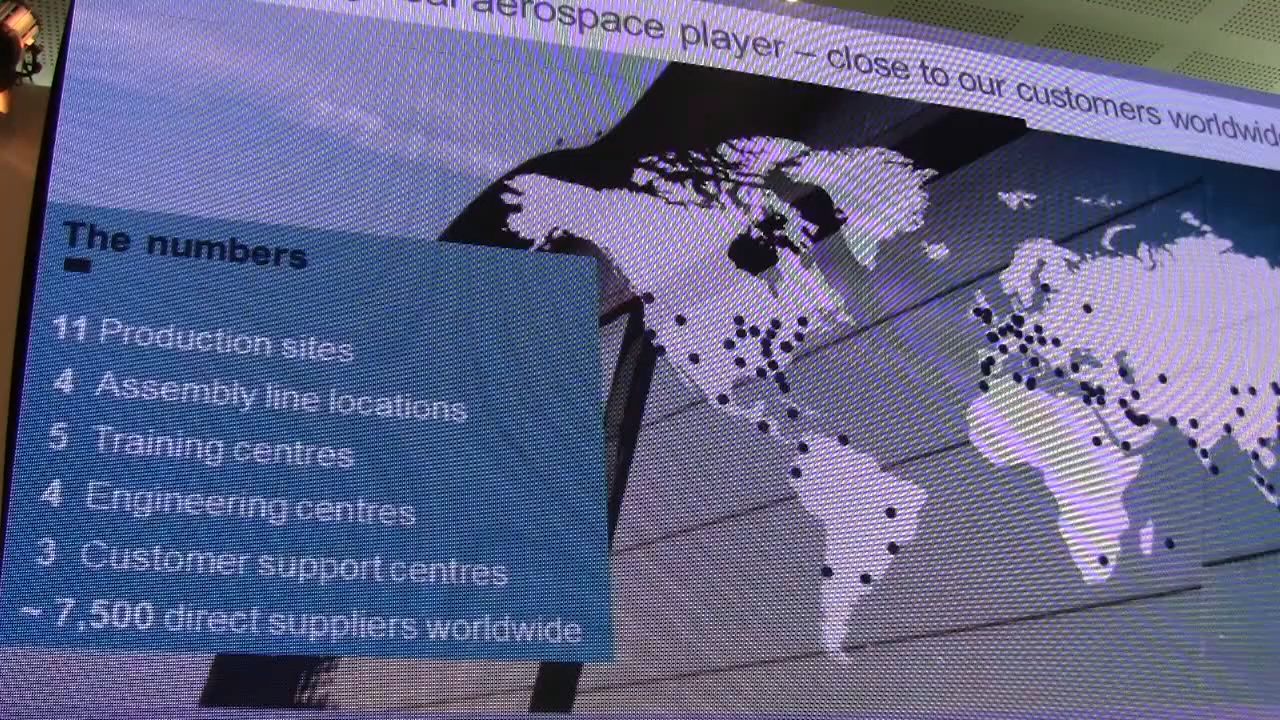 aerospace player – close to our customers
The numbers
11 Production sites
4 Assembly line locations
5 Training centres
4 Engineering centres
3 Customer support centres
~ 7,500 direct suppliers worldwide